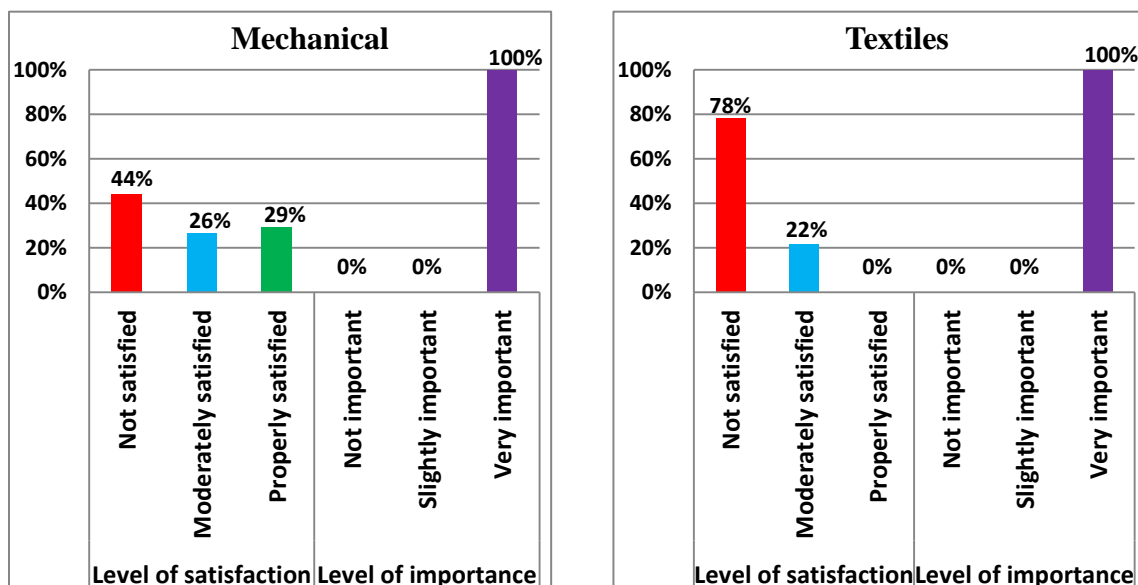 Mechanical
100%
80%
60%
40%
20%
0%
44%
26%
29%
0%
0%
100%
Not satisfied
Moderately satisfied
Properly satisfied
Not important
Slightly important
Very important
Level of satisfaction
Level of importance
Textiles
100%
80%
60%
40%
20%
0%
78%
22%
0%
0%
0%
100%
Not satisfied
Moderately satisfied
Properly satisfied
Not important
Slightly important
Very important
Level of satisfaction
Level of importance